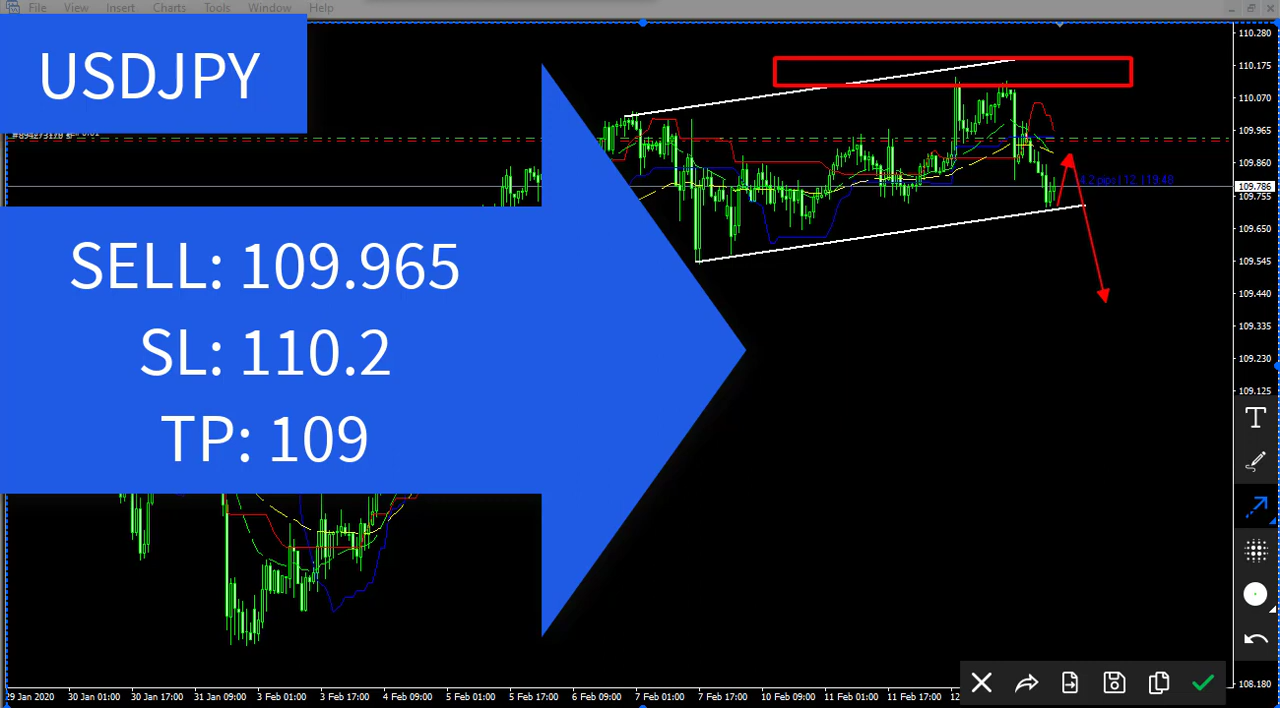 File View Insert Charts Tools Window Help
USDJPY
SELL: 109.965
SL: 110.2
TP: 109
4.2 pips | 12 | 19:48
110.280
110.175
110.070
109.965
109.860
109.786
109.755
109.650
109.545
109.440
109.335
109.230
109.125
108.180
T
29 Jan 2020 30 Jan 01:00 30 Jan 17:00 31 Jan 09:00 3 Feb 01:00 3 Feb 17:00 4 Feb 09:00 5 Feb 01:00 5 Feb 17:00 6 Feb 09:00 7 Feb 01:00 7 Feb 17:00 10 Feb 09:00 11 Feb 01:00 11 Feb 17:00